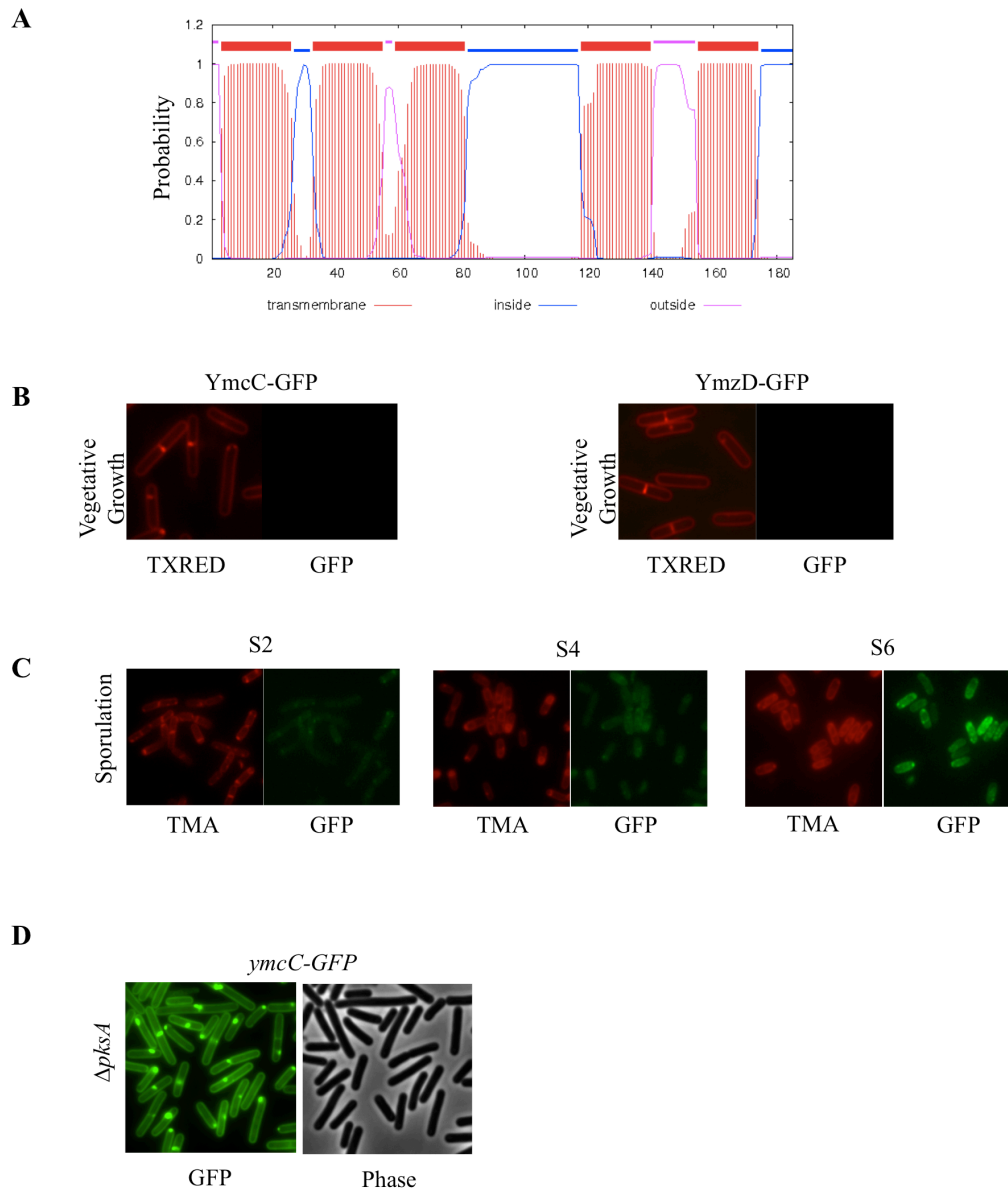 A
1.2
1
0.8
0.6
0.4
0.2
0
Probability
20 40 60 80 100 120 140 160 180
transmembrane inside outside
B
YmcC-GFP YmzD-GFP
Vegetative
Growth
Vegetative
Growth
TXRED GFP TXRED GFP
C
S2 S4 S6
Sporulation
TMA GFP TMA GFP TMA GFP
D
ymcC-GFP
ΔpksA
GFP Phase